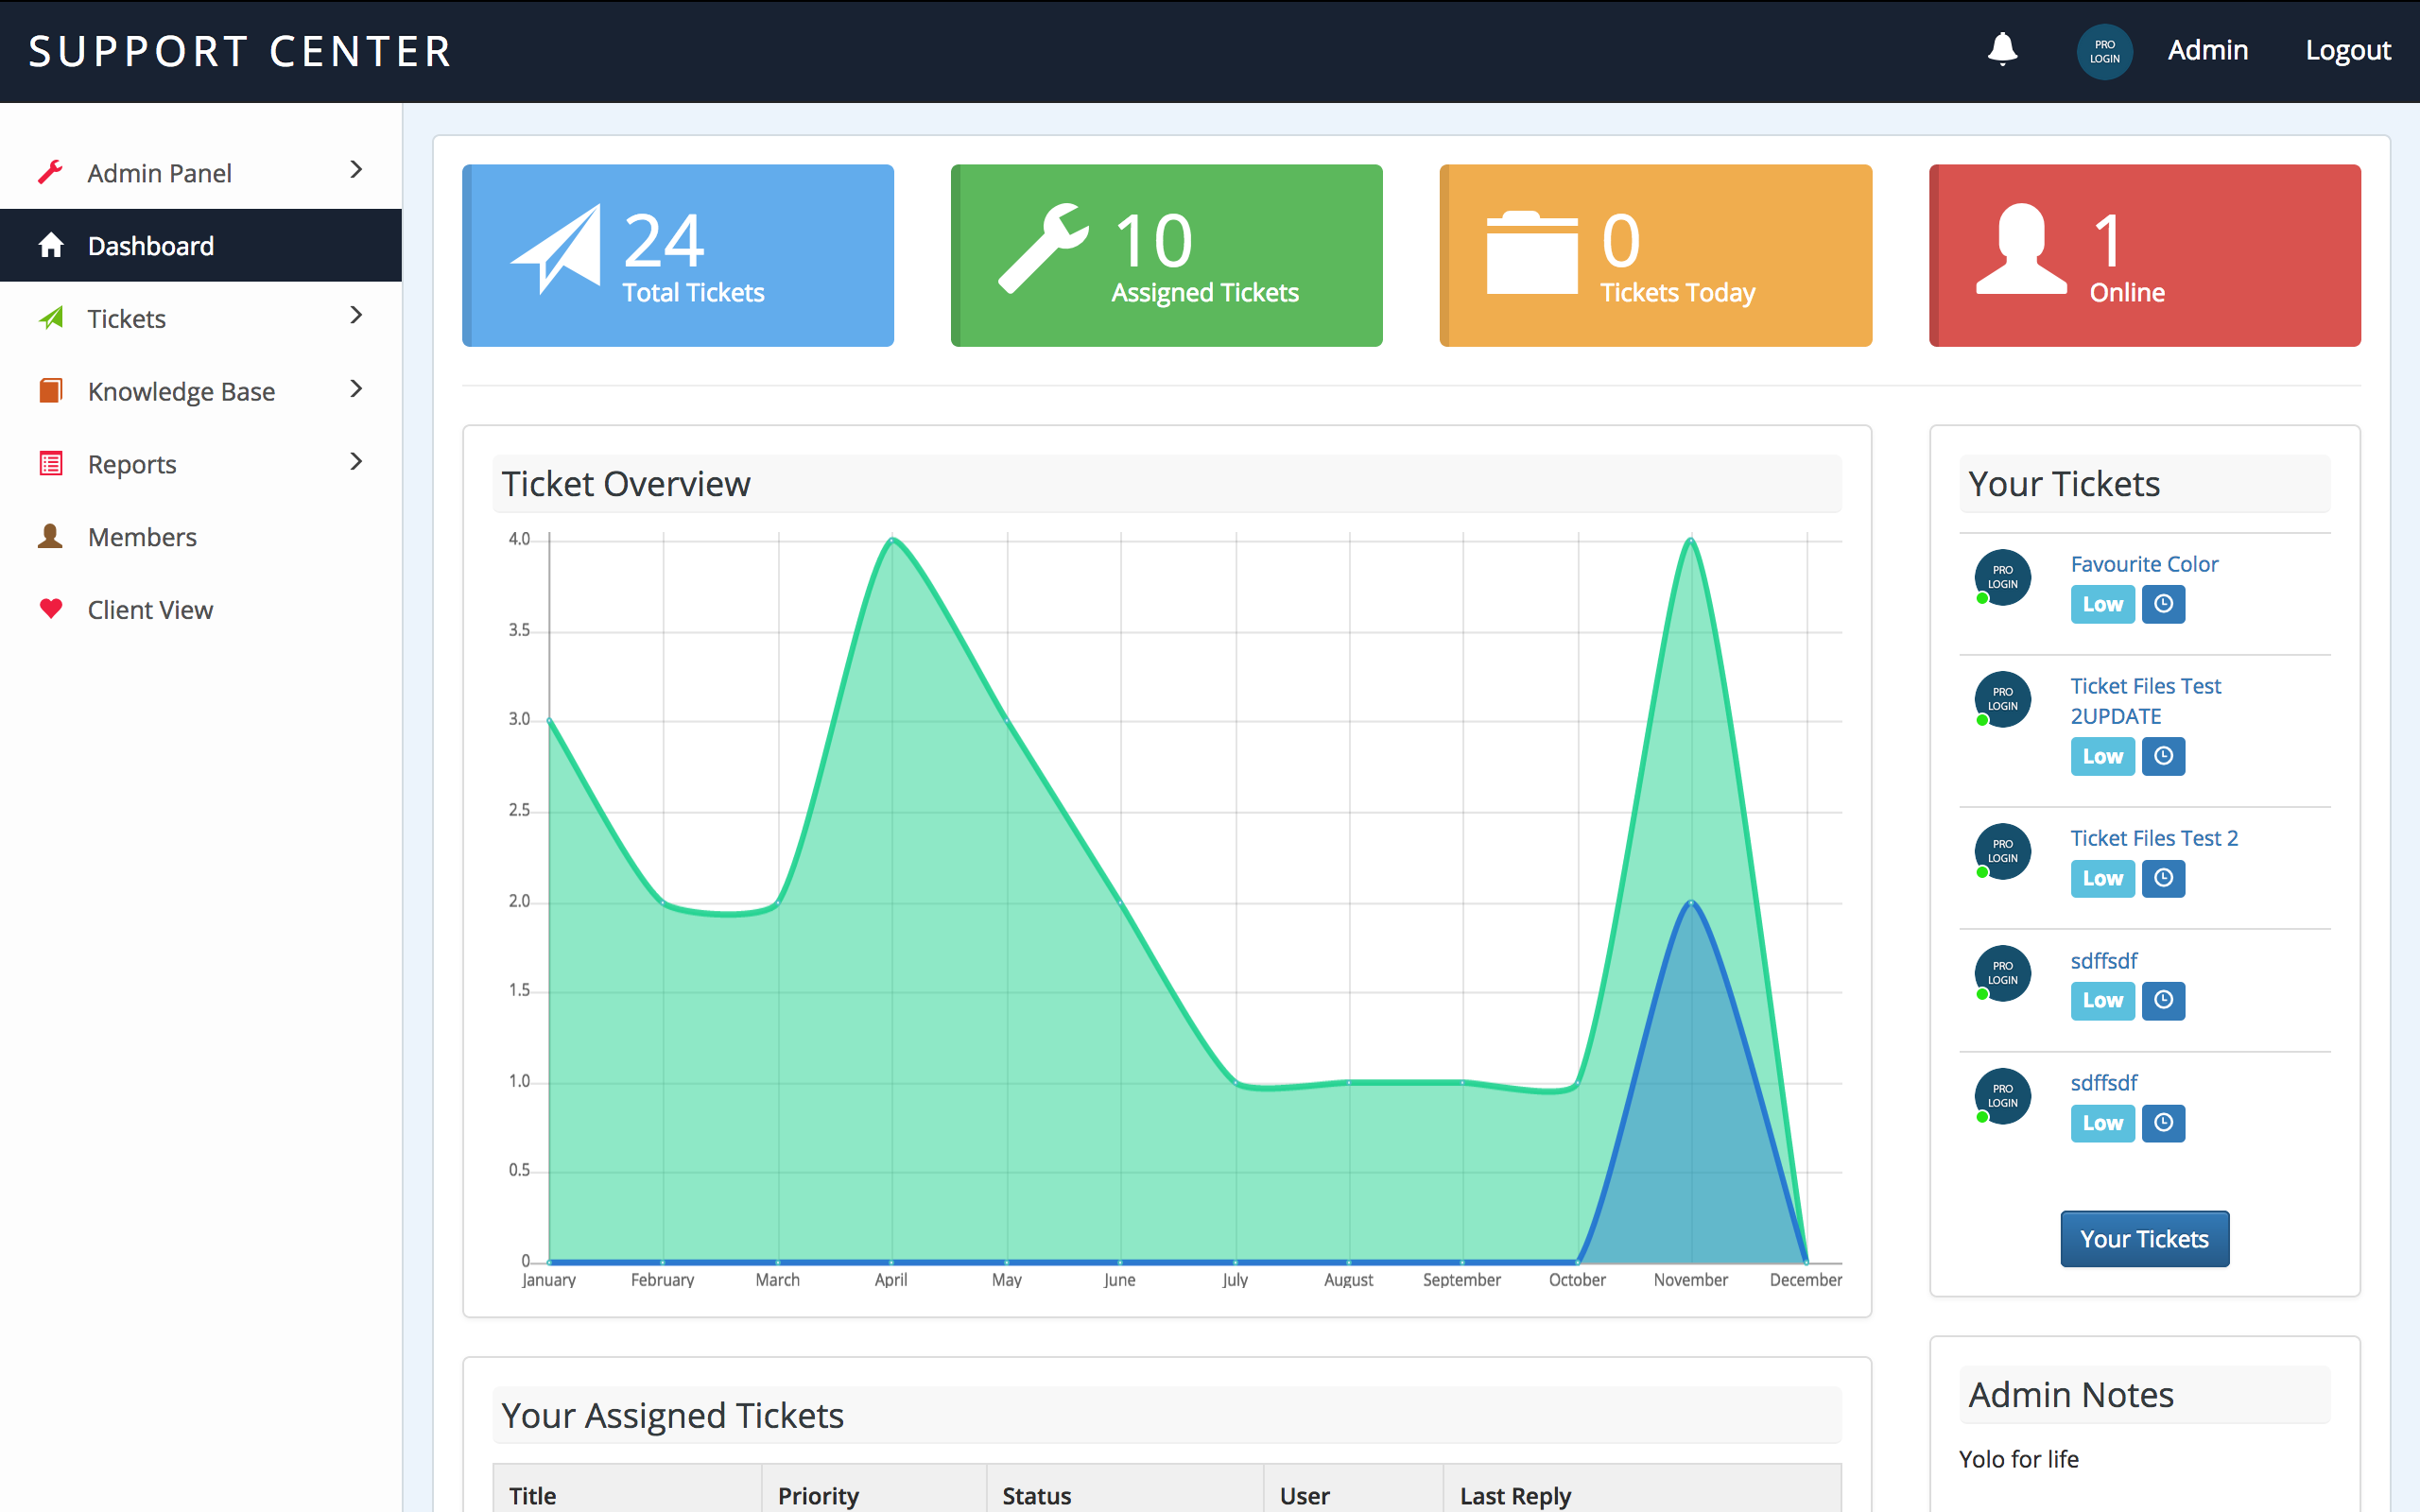 SUPPORT CENTER
PRO
LOGIN
Admin
Logout
Admin Panel
Dashboard
Tickets
Knowledge Base
Reports
Members
Client View
24
Total Tickets
10
Assigned Tickets
0
Tickets Today
1
Online
Ticket Overview
4.0
3.5
3.0
2.5
2.0
1.5
1.0
0.5
0
January February March April May June July August September October November December
Your Tickets
PRO
LOGIN
Favourite Color
Low
PRO
LOGIN
Ticket Files Test
2UPDATE
Low
PRO
LOGIN
Ticket Files Test 2
Low
PRO
LOGIN
sdffsdf
Low
PRO
LOGIN
sdffsdf
Low
Your Tickets
Your Assigned Tickets
Title Priority Status User Last Reply
Admin Notes
Yolo for life